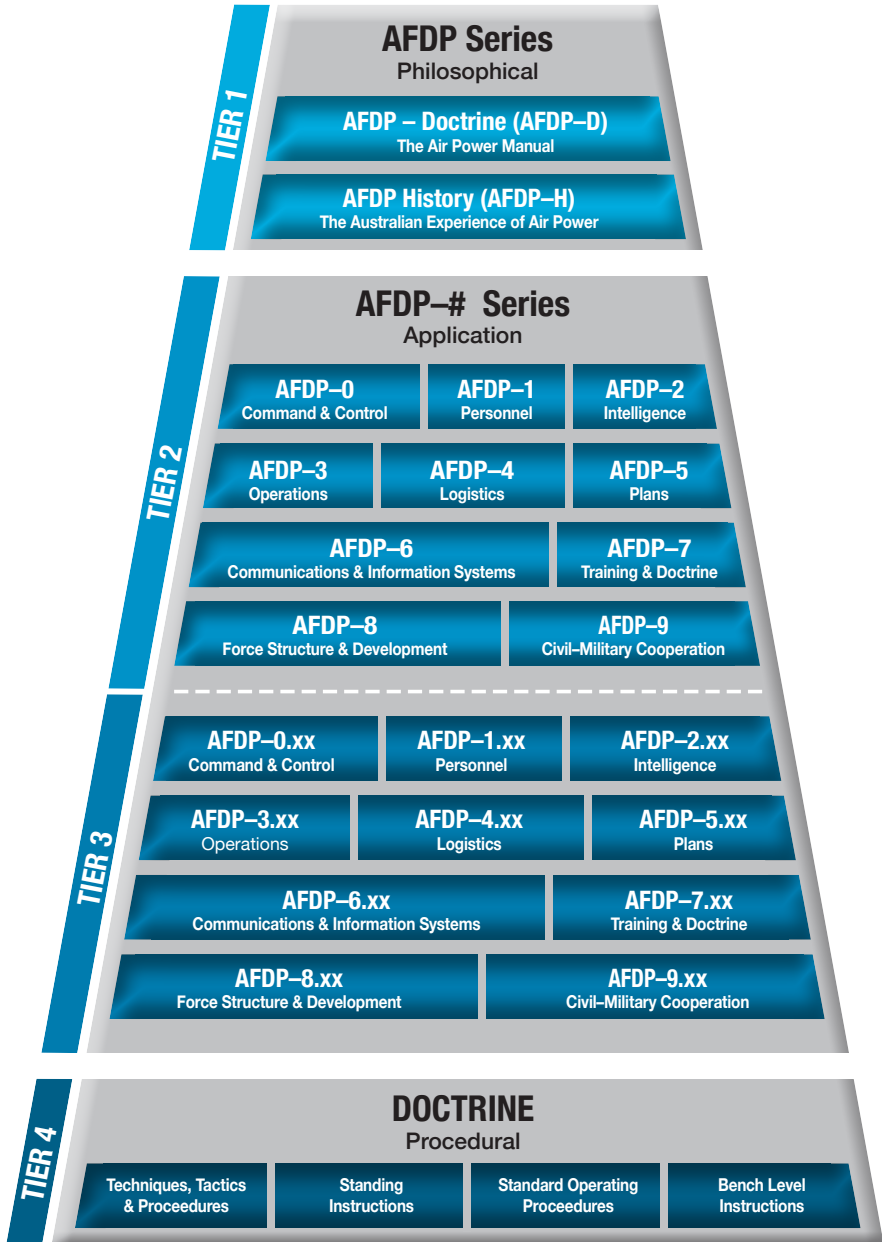 TIER 1
AFDP Series
Philosophical
AFDP – Doctrine (AFDP–D)
The Air Power Manual
AFDP History (AFDP–H)
The Australian Experience of Air Power
TIER 2
AFDP–# Series
Application
AFDP–0
Command & Control
AFDP–1
Personnel
AFDP–2
Intelligence
AFDP–3
Operations
AFDP–4
Logistics
AFDP–5
Plans
AFDP–6
Communications & Information Systems
AFDP–7
Training & Doctrine
AFDP–8
Force Structure & Development
AFDP–9
Civil–Military Cooperation
TIER 3
AFDP–0.xx
Command & Control
AFDP–1.xx
Personnel
AFDP–2.xx
Intelligence
AFDP–3.xx
Operations
AFDP–4.xx
Logistics
AFDP–5.xx
Plans
AFDP–6.xx
Communications & Information Systems
AFDP–7.xx
Training & Doctrine
AFDP–8.xx
Force Structure & Development
AFDP–9.xx
Civil–Military Cooperation
TIER 4
DOCTRINE
Procedural
Techniques, Tactics
& Proceedures
Standing
Instructions
Standard Operating
Proceedures
Bench Level
Instructions